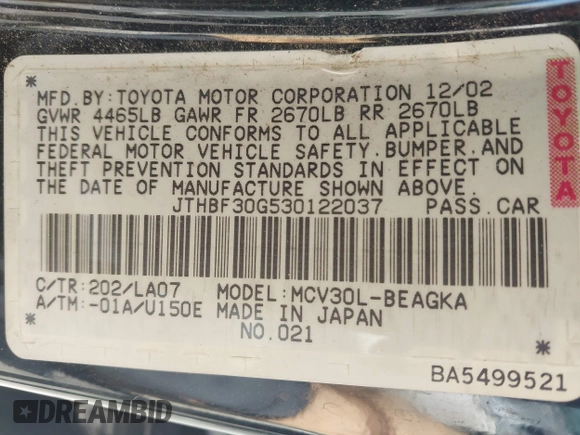 MFD.BY:TOYOTA MOTOR CORPORATION 12/02
GVWR 4465LB GAWR FR 2670LB RR 2670LB
THIS VEHICLE CONFORMS TO ALL APPLICABLE
FEDERAL MOTOR VEHICLE SAFETY.BUMPER.AND
THEFT PREVENTION STANDARDS IN EFFECT ON
THE DATE OF MANUFACTURE SHOWN ABOVE.
JTHBF30G530122037 PASS.CAR
TOYOTA
C/TR:202/LA07 MODEL:MCV30L-BEAGKA
A/TM:-01A/U150E MADE IN JAPAN
NO.021
BA5499521
DREAMBID